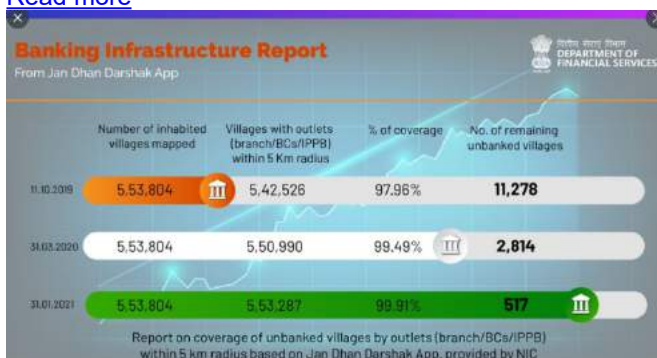 Read more
Banking Infrastructure Report
From Jan Dhan Darshak App
वित्तीय सेवाएं विभाग
DEPARTMENT OF
FINANCIAL SERVICES
Number of inhabited
villages mapped
Villages with outlets
(branch/BCs/IPPB)
within 5 Km radius
% of coverage
No. of remaining
unbanked villages
11.10.2019 5,53,804 5,42,526 97.96% 11,278
31.03.2020 5,53,804 5,50,990 99.49% 2,814
31.01.2021 5,53,804 5,53,287 99.91% 517
Report on coverage of unbanked villages by outlets (branch/BCs/IPPB)
within 5 km radius based on Jan Dhan Darshak App, provided by NIC